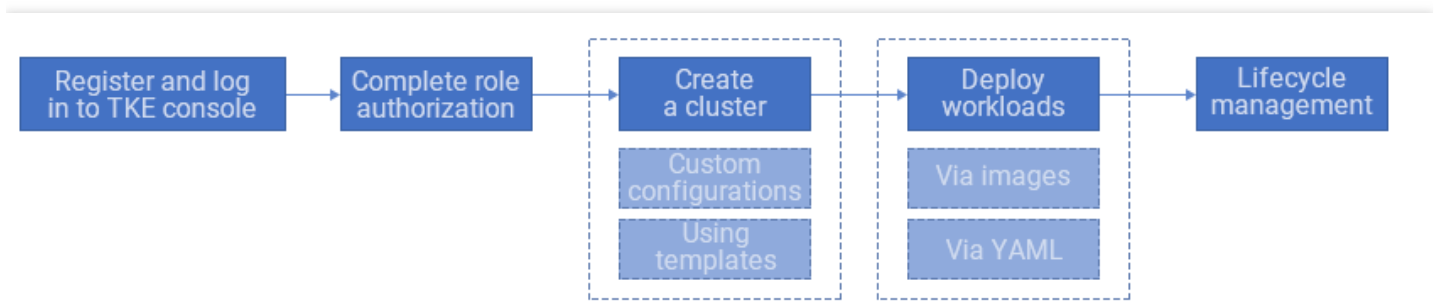 Register and log
in to TKE console
Complete role
authorization
Create
a cluster
Custom
configurations
Using
templates
Deploy
workloads
Via images
Via YAML
Lifecycle
management